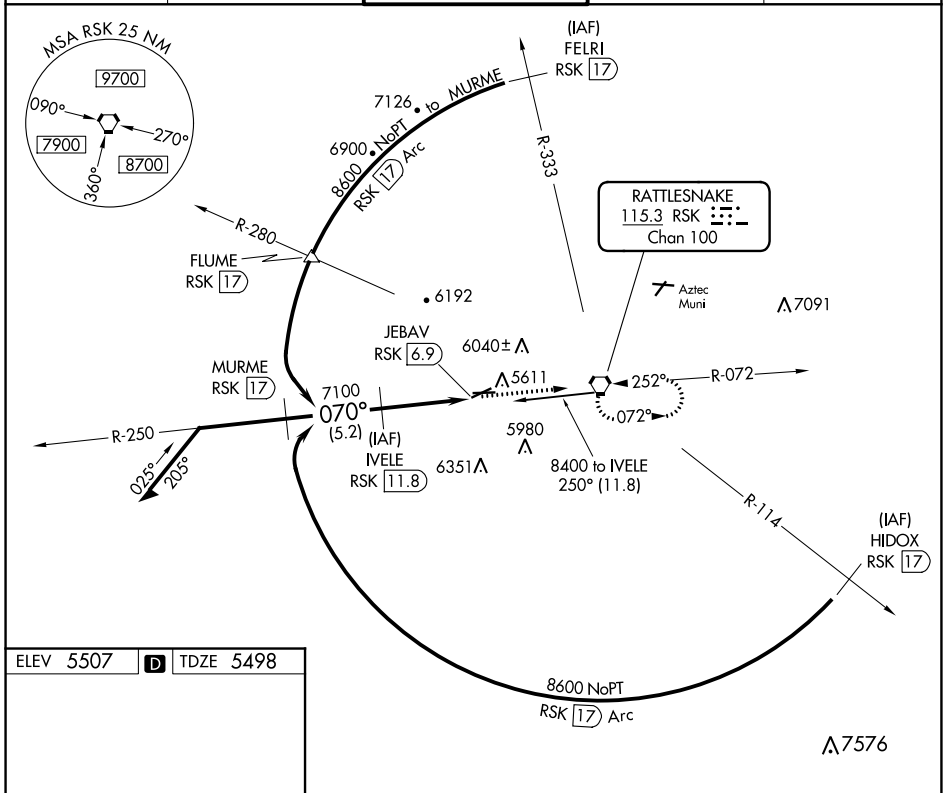 MSA RSK 25 NM
9700
090°
270°
7900
8700
360°
(IAF)
FELRI
RSK 17
7126
6900
8600 NoPT to MURME
RSK 17 Arc
R-333
RATTLESNAKE
115.3 RSK
Chan 100
R-280
FLUME
RSK 17
6192
Aztec
Muni
7091
JEBAV
RSK 6.9
6040±
5611
MURME
RSK 17
7100
070°
(5.2)
252°
R-072
072°
R-250
(IAF)
IVELE
RSK 11.8
6351
5980
8400 to IVELE
250° (11.8)
025°
205°
R-114
(IAF)
HIDOX
RSK 17
ELEV 5507 D TDZE 5498
8600 NoPT
RSK 17 Arc
7576